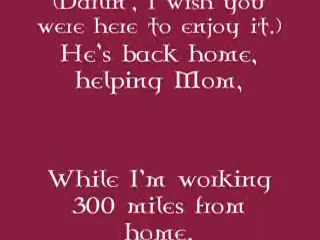 (Damn, I wish you
were here to enjoy it.)
He's back home,
helping Mom,
While I'm working
300 miles from
home.